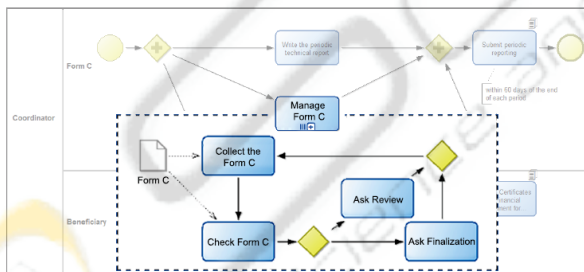 Form C
Write the periodic
technical report
Submit periodic
reporting
within 60 days of the end
of each period
Coordinator
Manage
Form C
Collect the
Form C
Form C
Ask Review
Certificates
Beneficiary
Check Form C
Ask Finalization